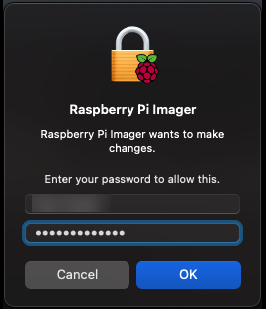 Raspberry Pi Imager
Raspberry Pi Imager wants to make
changes.
Enter your password to allow this.
•••••••••••••
Cancel
OK